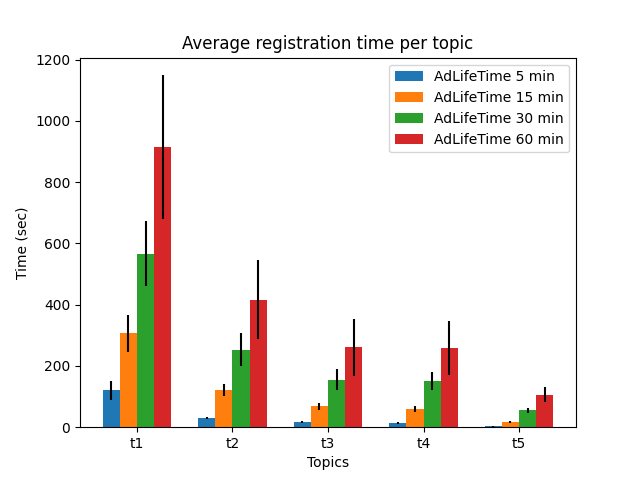 Average registration time per topic
AdLifeTime 5 min
AdLifeTime 15 min
AdLifeTime 30 min
AdLifeTime 60 min
1200
1000
800
600
400
200
0
Time (sec)
t1 t2 t3 t4 t5
Topics